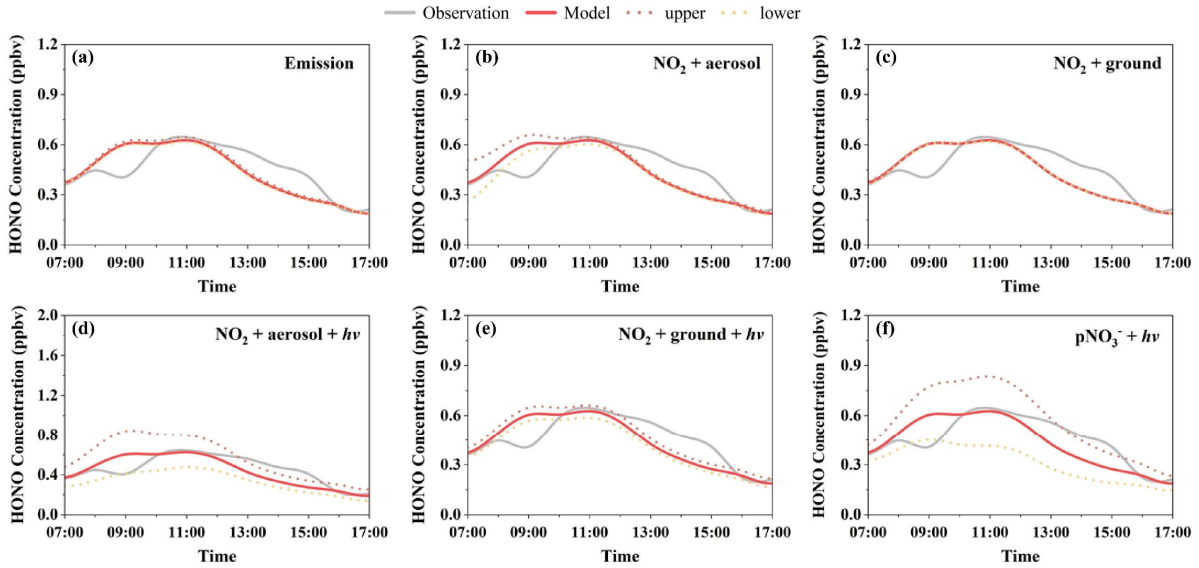 Observation Model upper lower
(a) Emission
HONO Concentration (ppbv)
1.2
0.9
0.6
0.3
0.0
07:00 09:00 11:00 13:00 15:00 17:00
Time
(b) NO₂ + aerosol
HONO Concentration (ppbv)
1.2
0.9
0.6
0.3
0.0
07:00 09:00 11:00 13:00 15:00 17:00
Time
(c) NO₂ + ground
HONO Concentration (ppbv)
1.2
0.9
0.6
0.3
0.0
07:00 09:00 11:00 13:00 15:00 17:00
Time
(d) NO₂ + aerosol + hν
HONO Concentration (ppbv)
2.0
1.6
1.2
0.8
0.4
0.0
07:00 09:00 11:00 13:00 15:00 17:00
Time
(e) NO₂ + ground + hν
HONO Concentration (ppbv)
1.2
0.9
0.6
0.3
0.0
07:00 09:00 11:00 13:00 15:00 17:00
Time
(f) pNO₃⁻ + hν
HONO Concentration (ppbv)
1.2
0.9
0.6
0.3
0.0
07:00 09:00 11:00 13:00 15:00 17:00
Time